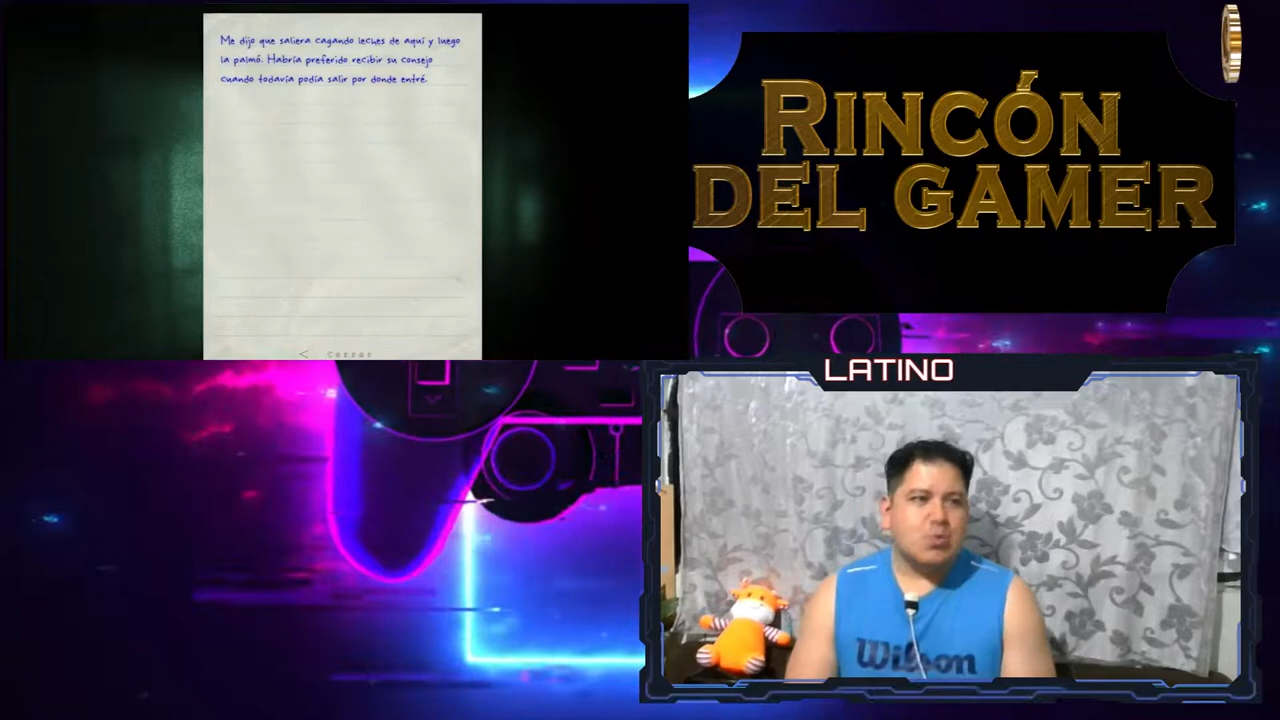 Me dijo que saliera cagando leches de aquí y luego
la palmó. Habría preferido recibir su consejo
cuando todavía podía salir por donde entré.
< Cerrar
RINCÓN
DEL GAMER
LATINO
Wilson